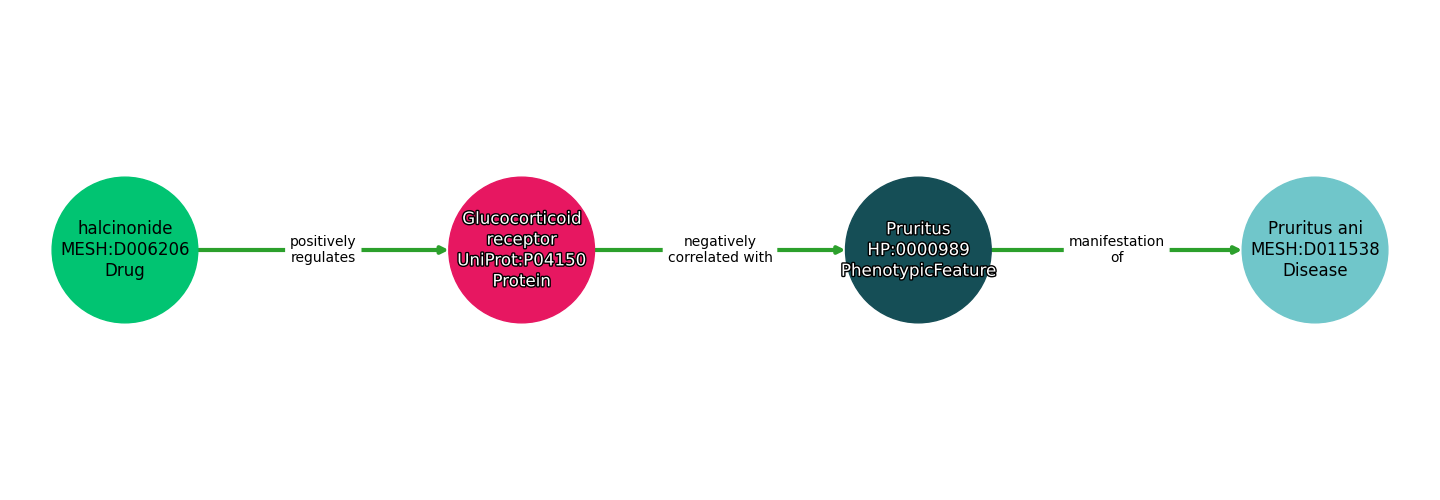 halcinonide
MESH:D006206
Drug
positively
regulates
Glucocorticoid
receptor
UniProt:P04150
Protein
negatively
correlated with
Pruritus
HP:0000989
PhenotypicFeature
manifestation
of
Pruritus ani
MESH:D011538
Disease